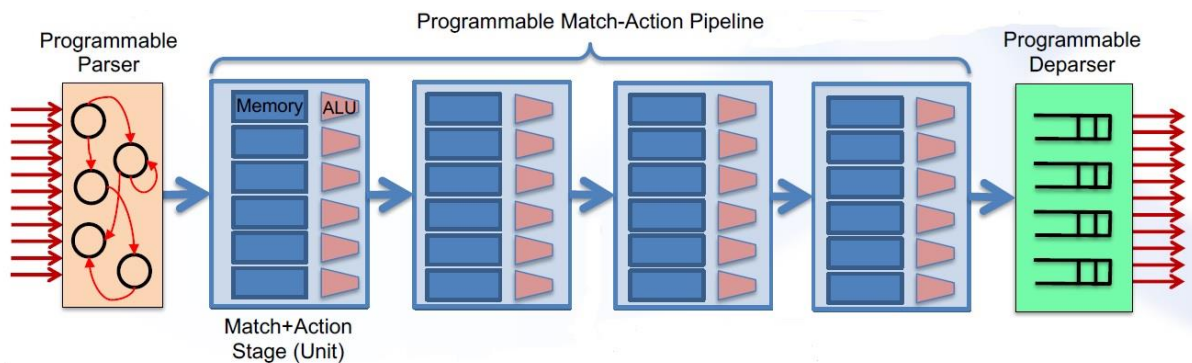 Programmable Match-Action Pipeline
Programmable
Parser
Programmable
Deparser
Memory
ALU
Match+Action
Stage (Unit)